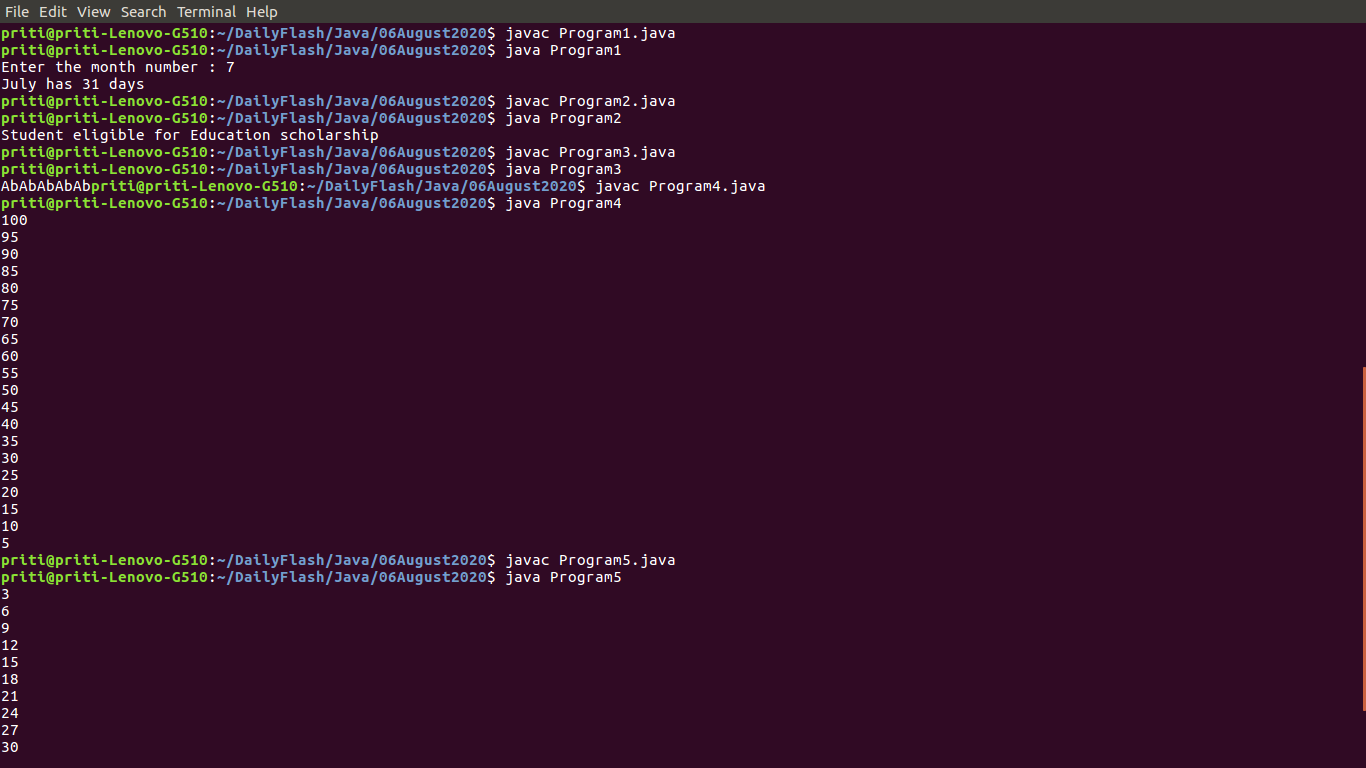 File Edit View Search Terminal Help
priti@priti-Lenovo-G510:~/DailyFlash/Java/06August2020$ javac Program1.java
priti@priti-Lenovo-G510:~/DailyFlash/Java/06August2020$ java Program1
Enter the month number : 7
July has 31 days
priti@priti-Lenovo-G510:~/DailyFlash/Java/06August2020$ javac Program2.java
priti@priti-Lenovo-G510:~/DailyFlash/Java/06August2020$ java Program2
Student eligible for Education scholarship
priti@priti-Lenovo-G510:~/DailyFlash/Java/06August2020$ javac Program3.java
priti@priti-Lenovo-G510:~/DailyFlash/Java/06August2020$ java Program3
AbAbAbAbAbpriti@priti-Lenovo-G510:~/DailyFlash/Java/06August2020$ javac Program4.java
priti@priti-Lenovo-G510:~/DailyFlash/Java/06August2020$ java Program4
100
95
90
85
80
75
70
65
60
55
50
45
40
35
30
25
20
15
10
5
priti@priti-Lenovo-G510:~/DailyFlash/Java/06August2020$ javac Program5.java
priti@priti-Lenovo-G510:~/DailyFlash/Java/06August2020$ java Program5
3
6
9
12
15
18
21
24
27
30